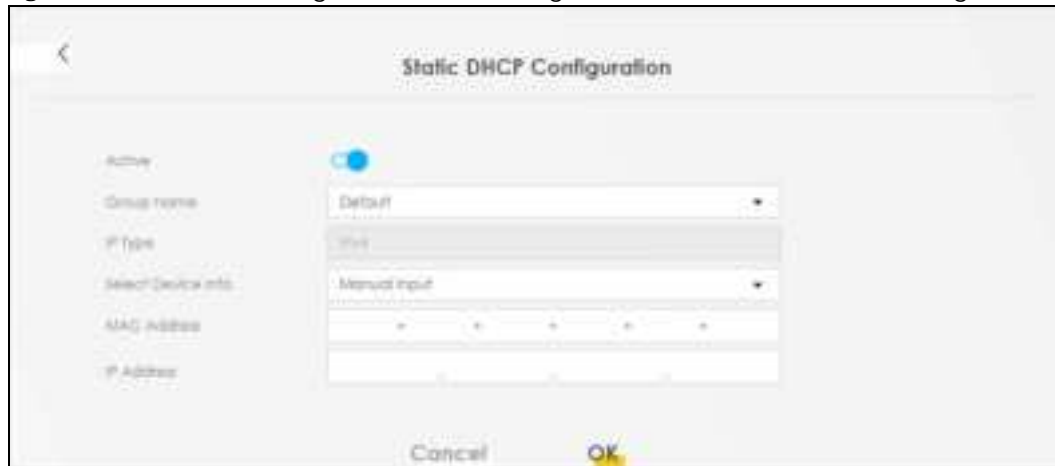 Static DHCP Configuration
Active
Group name
Default
IP Type
IPv4
Select Device Info
Manual Input
MAC Address
- - - - -
IP Address
. . .
Cancel OK